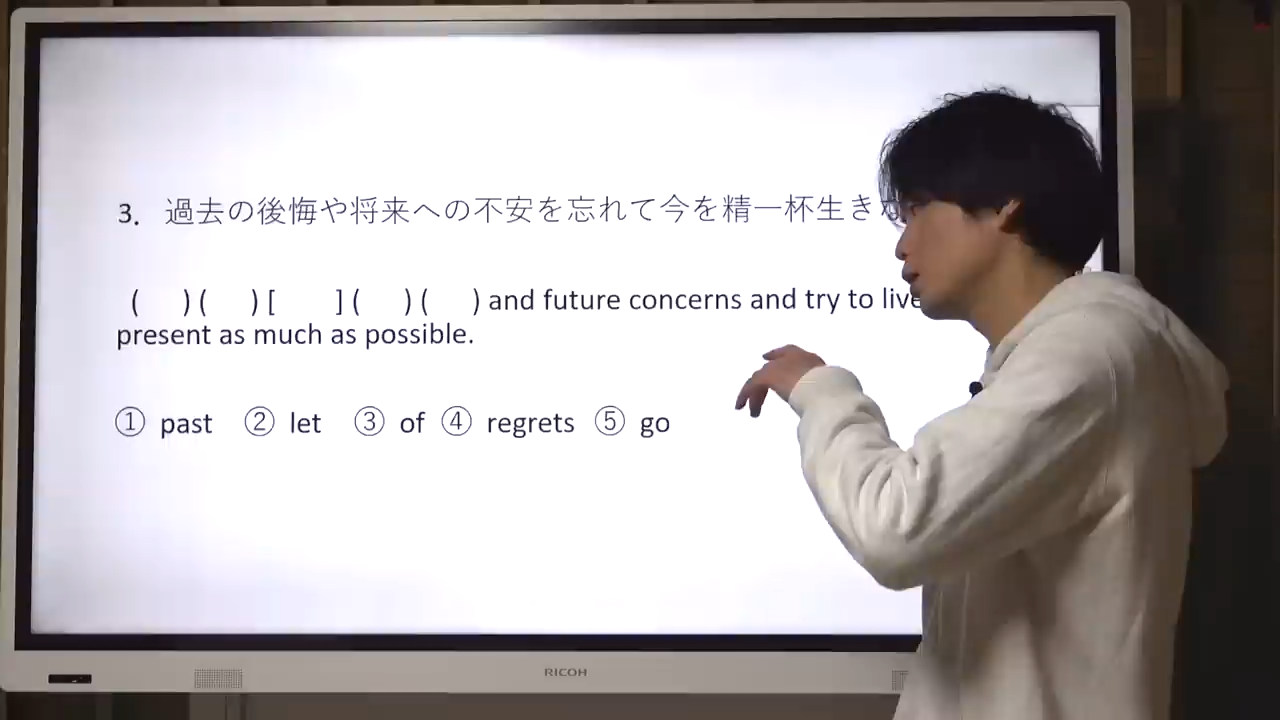 3. 過去の後悔や将来への不安を忘れて今を精一杯生きな
( )( )[ ]( )( ) and future concerns and try to live
present as much as possible.
① past ② let ③ of ④ regrets ⑤ go
RICOH